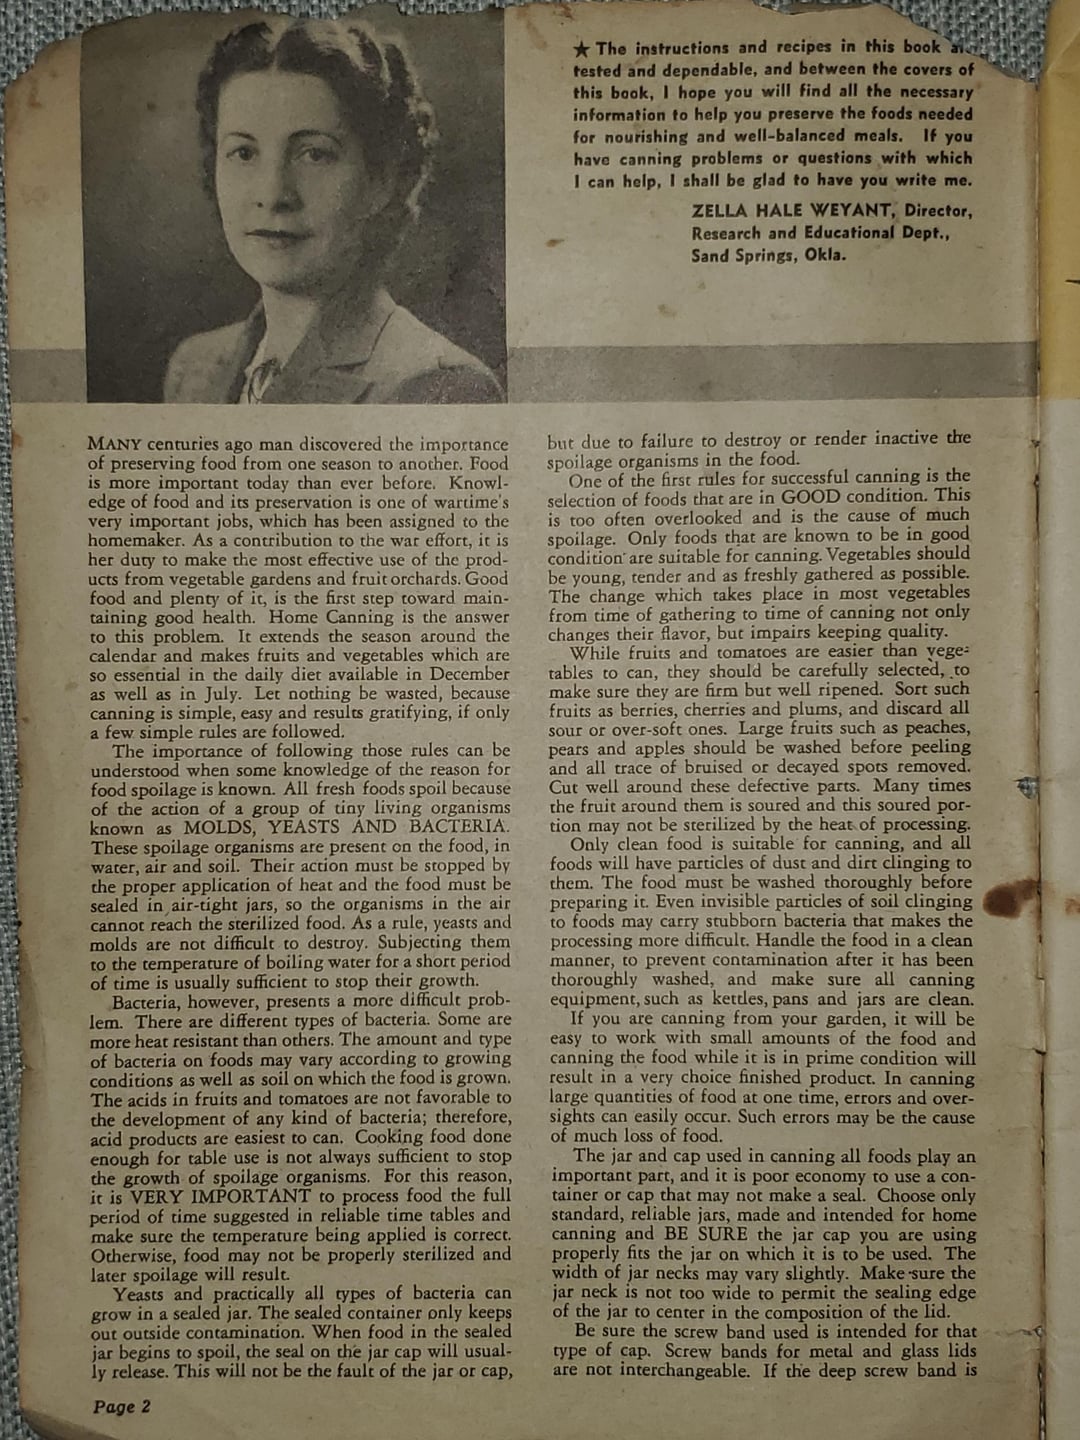 ★ The instructions and recipes in this book
tested and dependable, and between the covers of
this book, I hope you will find all the necessary
information to help you preserve the foods needed
for nourishing and well-balanced meals. If you
have canning problems or questions with which
I can help, I shall be glad to have you write me.
ZELLA HALE WEYANT, Director,
Research and Educational Dept.,
Sand Springs, Okla.
MANY centuries ago man discovered the importance
of preserving food from one season to another. Food
is more important today than ever before. Knowl-
edge of food and its preservation is one of wartime's
very important jobs, which has been assigned to the
homemaker. As a contribution to the war effort, it is
her duty to make the most effective use of the prod-
ucts from vegetable gardens and fruit orchards. Good
food and plenty of it, is the first step toward main-
taining good health. Home Canning is the answer
to this problem. It extends the season around the
calendar and makes fruits and vegetables which are
so essential in the daily diet available in December
as well as in July. Let nothing be wasted, because
canning is simple, easy and results gratifying, if only
a few simple rules are followed.
The importance of following those rules can be
understood when some knowledge of the reason for
food spoilage is known. All fresh foods spoil because
of the action of a group of tiny living organisms
known as MOLDS, YEASTS AND BACTERIA.
These spoilage organisms are present on the food, in
water, air and soil. Their action must be stopped by
the proper application of heat and the food must be
sealed in air-tight jars, so the organisms in the air
cannot reach the sterilized food. As a rule, yeasts and
molds are not difficult to destroy. Subjecting them
to the temperature of boiling water for a short period
of time is usually sufficient to stop their growth.
Bacteria, however, presents a more difficult prob-
lem. There are different types of bacteria. Some are
more heat resistant than others. The amount and type
of bacteria on foods may vary according to growing
conditions as well as soil on which the food is grown.
The acids in fruits and tomatoes are not favorable to
the development of any kind of bacteria; therefore,
acid products are easiest to can. Cooking food done
enough for table use is not always sufficient to stop
the growth of spoilage organisms. For this reason,
it is VERY IMPORTANT to process food the full
period of time suggested in reliable time tables and
make sure the temperature being applied is correct.
Otherwise, food may not be properly sterilized and
later spoilage will result.
Yeasts and practically all types of bacteria can
grow in a sealed jar. The sealed container only keeps
out outside contamination. When food in the sealed
jar begins to spoil, the seal on the jar cap will usual-
ly release. This will not be the fault of the jar or cap,
but due to failure to destroy or render inactive the
spoilage organisms in the food.
One of the first rules for successful canning is the
selection of foods that are in GOOD condition. This
is too often overlooked and is the cause of much
spoilage. Only foods that are known to be in good
condition are suitable for canning. Vegetables should
be young, tender and as freshly gathered as possible.
The change which takes place in most vegetables
from time of gathering to time of canning not only
changes their flavor, but impairs keeping quality.
While fruits and tomatoes are easier than vege-
tables to can, they should be carefully selected, to
make sure they are firm but well ripened. Sort such
fruits as berries, cherries and plums, and discard all
sour or over-soft ones. Large fruits such as peaches,
pears and apples should be washed before peeling
and all trace of bruised or decayed spots removed.
Cut well around these defective parts. Many times
the fruit around them is soured and this soured por-
tion may not be sterilized by the heat of processing.
Only clean food is suitable for canning, and all
foods will have particles of dust and dirt clinging to
them. The food must be washed thoroughly before
preparing it. Even invisible particles of soil clinging
to foods may carry stubborn bacteria that makes the
processing more difficult. Handle the food in a clean
manner, to prevent contamination after it has been
thoroughly washed, and make sure all canning
equipment, such as kettles, pans and jars are clean.
If you are canning from your garden, it will be
easy to work with small amounts of the food and
canning the food while it is in prime condition will
result in a very choice finished product. In canning
large quantities of food at one time, errors and over-
sights can easily occur. Such errors may be the cause
of much loss of food.
The jar and cap used in canning all foods play an
important part, and it is poor economy to use a con-
tainer or cap that may not make a seal. Choose only
standard, reliable jars, made and intended for home
canning and BE SURE the jar cap you are using
properly fits the jar on which it is to be used. The
width of jar necks may vary slightly. Make sure the
jar neck is not too wide to permit the sealing edge
of the jar to center in the composition of the lid.
Be sure the screw band used is intended for that
type of cap. Screw bands for metal and glass lids
are not interchangeable. If the deep screw band is
Page 2